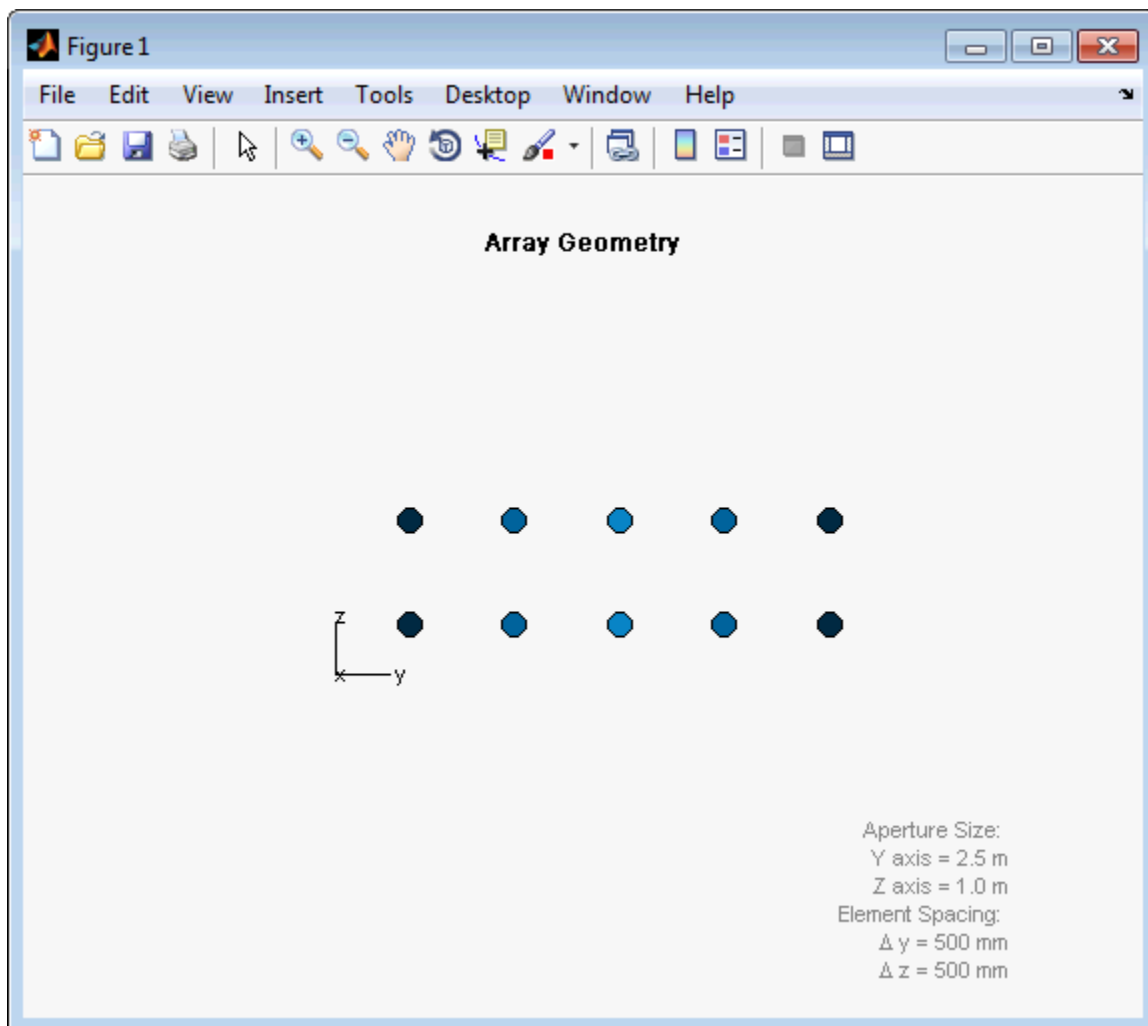 Figure 1
File Edit View Insert Tools Desktop Window Help
Array Geometry
z
x y
Aperture Size:
Y axis = 2.5 m
Z axis = 1.0 m
Element Spacing:
Δ y = 500 mm
Δ z = 500 mm